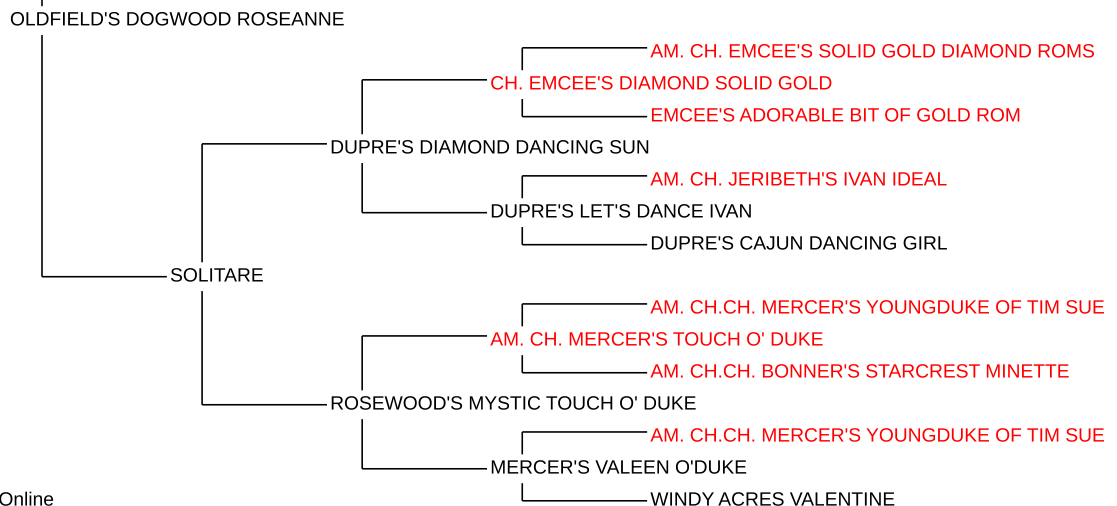 OLDFIELD'S DOGWOOD ROSEANNE
AM. CH. EMCEE'S SOLID GOLD DIAMOND ROMS
CH. EMCEE'S DIAMOND SOLID GOLD
EMCEE'S ADORABLE BIT OF GOLD ROM
DUPRE'S DIAMOND DANCING SUN
AM. CH. JERIBETH'S IVAN IDEAL
DUPRE'S LET'S DANCE IVAN
DUPRE'S CAJUN DANCING GIRL
SOLITARE
AM. CH.CH. MERCER'S YOUNGDUKE OF TIM SUE
AM. CH. MERCER'S TOUCH O' DUKE
AM. CH.CH. BONNER'S STARCREST MINETTE
ROSEWOOD'S MYSTIC TOUCH O' DUKE
AM. CH.CH. MERCER'S YOUNGDUKE OF TIM SUE
MERCER'S VALEEN O'DUKE
WINDY ACRES VALENTINE
Online